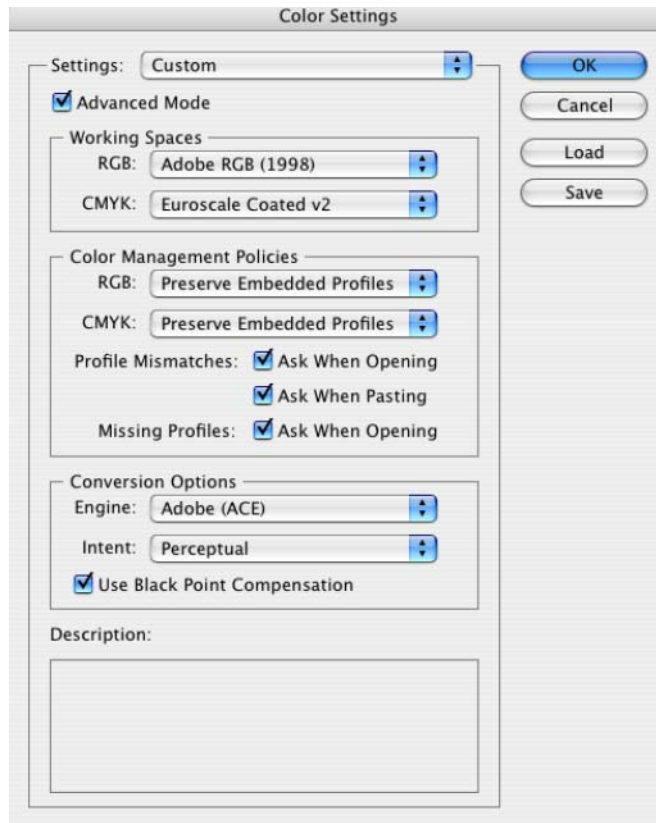 Color Settings
Settings: Custom
Advanced Mode
Working Spaces
RGB: Adobe RGB (1998)
CMYK: Euroscale Coated v2
Color Management Policies
RGB: Preserve Embedded Profiles
CMYK: Preserve Embedded Profiles
Profile Mismatches: Ask When Opening
Ask When Pasting
Missing Profiles: Ask When Opening
Conversion Options
Engine: Adobe (ACE)
Intent: Perceptual
Use Black Point Compensation
Description:
OK
Cancel
Load
Save